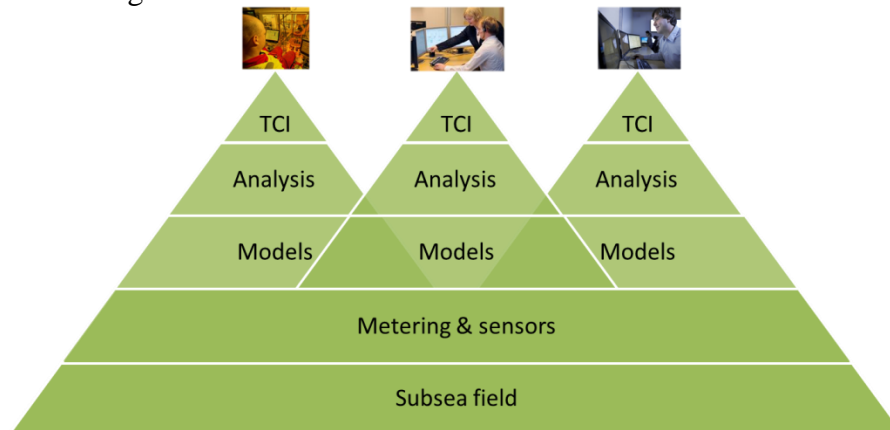 TCI TCI TCI
Analysis Analysis Analysis
Models Models Models
Metering & sensors
Subsea field